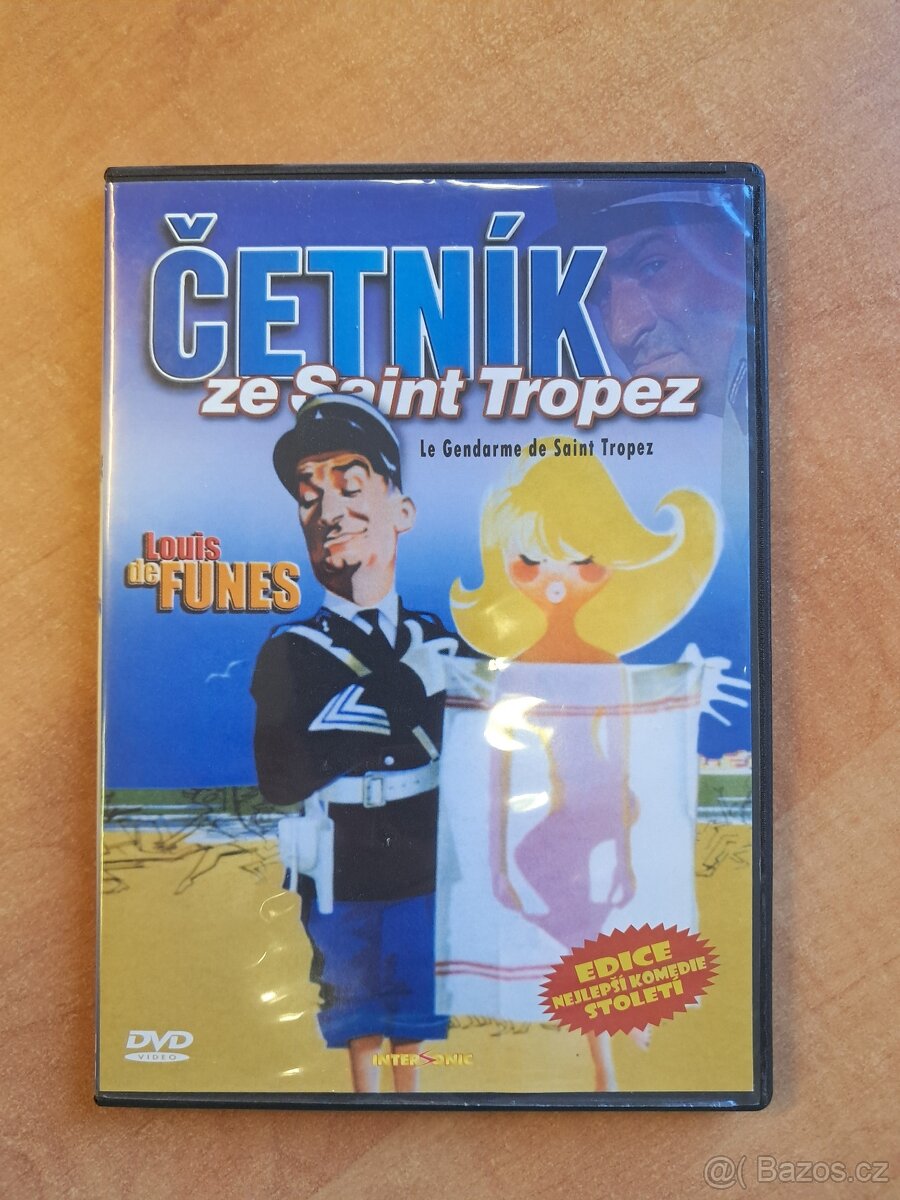 ČETNÍK
ze Saint Tropez
Le Gendarme de Saint Tropez
Louis
de FUNES
EDICE
NEJLEPŠÍ KOMEDIE
STOLETÍ
DVD
VIDEO
INTERSONIC
@( Bazos.cz